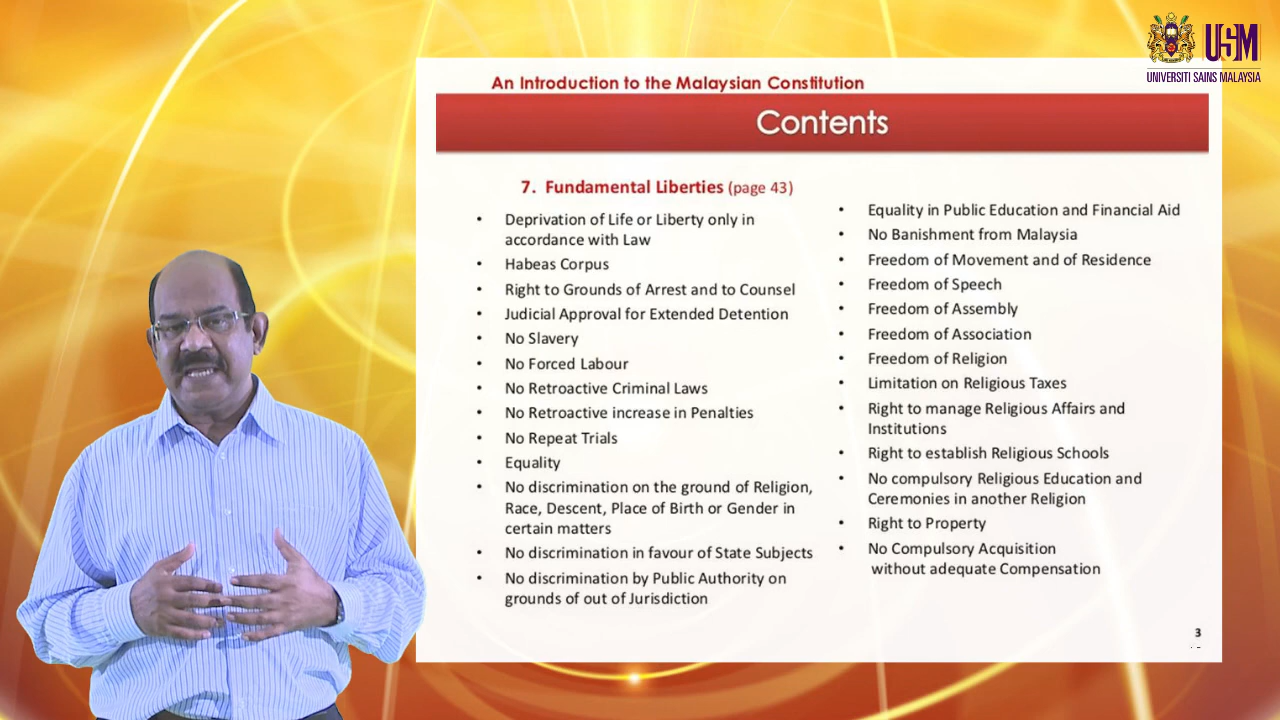 USM
UNIVERSITI SAINS MALAYSIA
An Introduction to the Malaysian Constitution
Contents
7. Fundamental Liberties (page 43)
• Deprivation of Life or Liberty only in
accordance with Law
• Habeas Corpus
• Right to Grounds of Arrest and to Counsel
• Judicial Approval for Extended Detention
• No Slavery
• No Forced Labour
• No Retroactive Criminal Laws
• No Retroactive increase in Penalties
• No Repeat Trials
• Equality
• No discrimination on the ground of Religion,
Race, Descent, Place of Birth or Gender in
certain matters
• No discrimination in favour of State Subjects
• No discrimination by Public Authority on
grounds of out of Jurisdiction
• Equality in Public Education and Financial Aid
• No Banishment from Malaysia
• Freedom of Movement and of Residence
• Freedom of Speech
• Freedom of Assembly
• Freedom of Association
• Freedom of Religion
• Limitation on Religious Taxes
• Right to manage Religious Affairs and
Institutions
• Right to establish Religious Schools
• No compulsory Religious Education and
Ceremonies in another Religion
• Right to Property
• No Compulsory Acquisition
without adequate Compensation
3